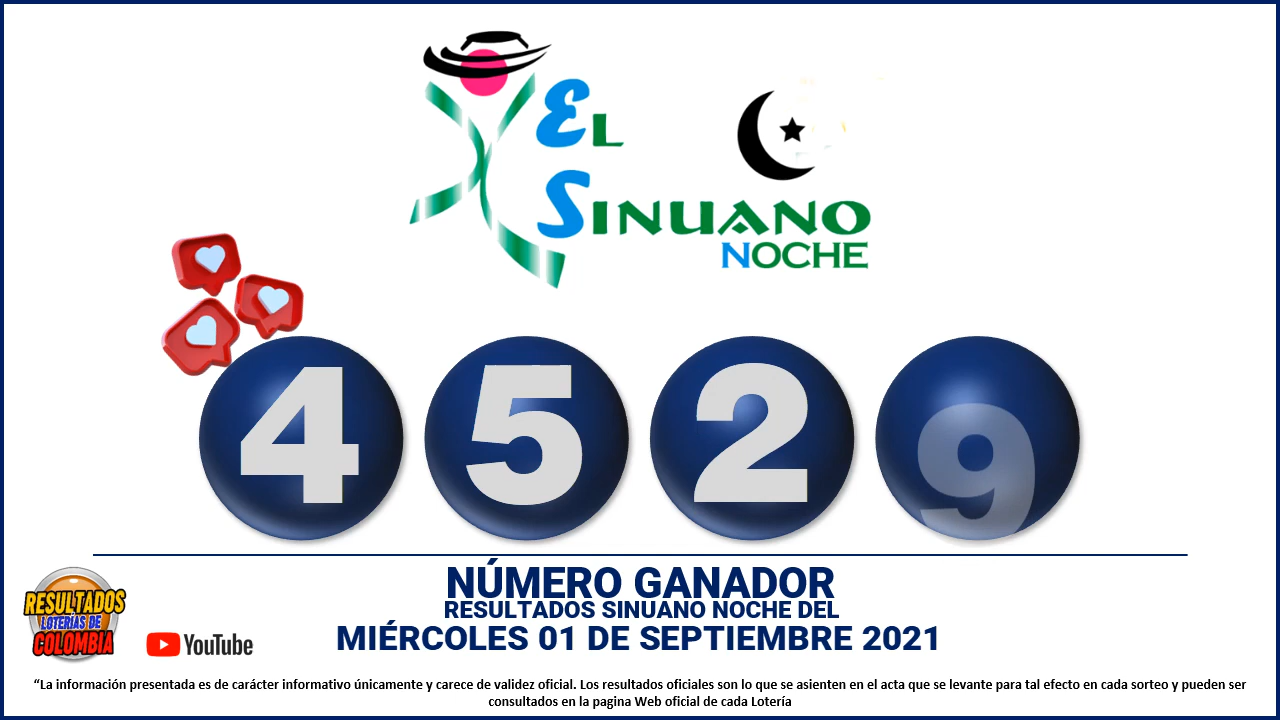 EL
SINUANO
NOCHE
4 5 2 9
NÚMERO GANADOR
RESULTADOS SINUANO NOCHE DEL
MIÉRCOLES 01 DE SEPTIEMBRE 2021
RESULTADOS
LOTERÍAS DE
COLOMBIA
YouTube
“La información presentada es de carácter informativo únicamente y carece de validez oficial. Los resultados oficiales son lo que se asienten en el acta que se levante para tal efecto en cada sorteo y pueden ser
consultados en la pagina Web oficial de cada Lotería